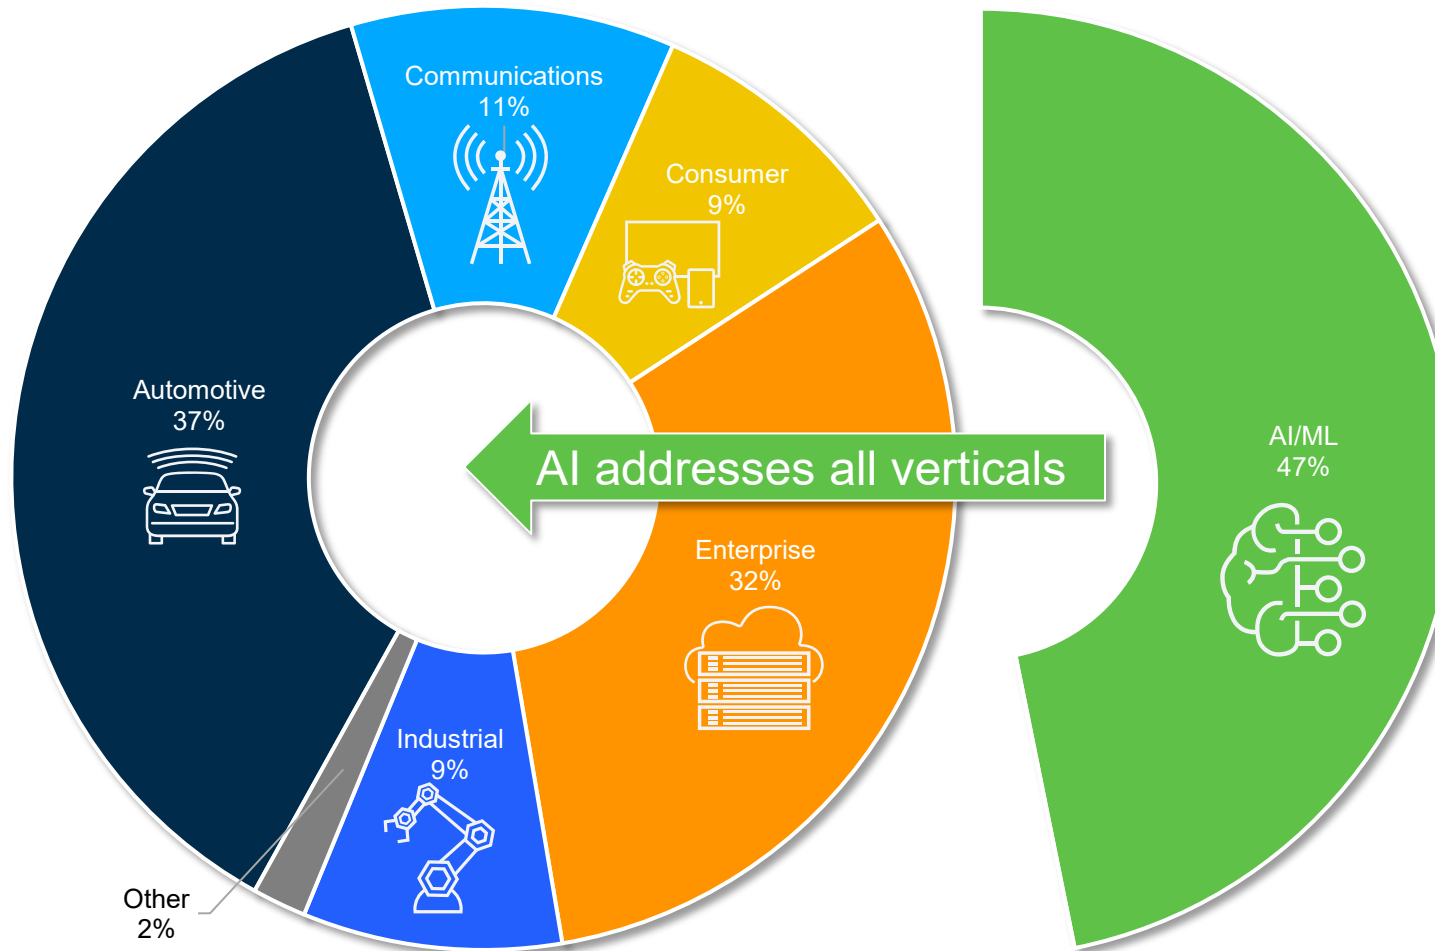 Communications
11%
Consumer
9%
Automotive
37%
AI addresses all verticals
AI/ML
47%
Enterprise
32%
Industrial
9%
Other
2%